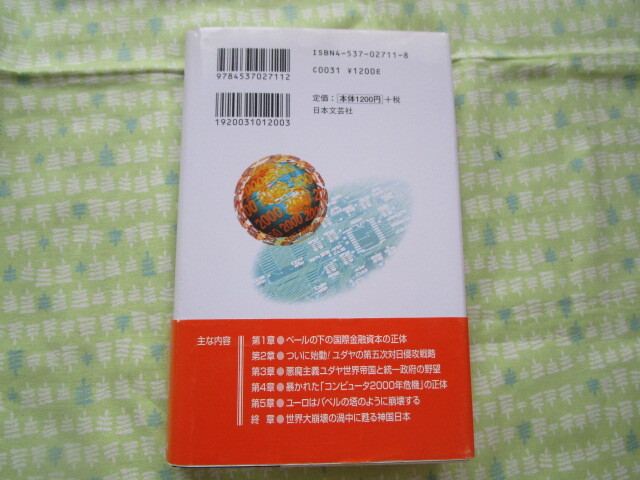 ISBN4-537-02711-8
C0031 ¥1200E
9784537027112
定価：本体1200円＋税
日本文芸社
1920031012003
2000
2000
主な内容
第1章●ベールの下の国際金融資本の正体
第2章●ついに始動！ユダヤの第五次対日侵攻戦略
第3章●悪魔主義ユダヤ世界帝国と統一政府の野望
第4章●暴かれた「コンピュータ2000年危機」の正体
第5章●ユーロはバベルの塔のように崩壊する
終 章●世界大崩壊の渦中に甦る神国日本